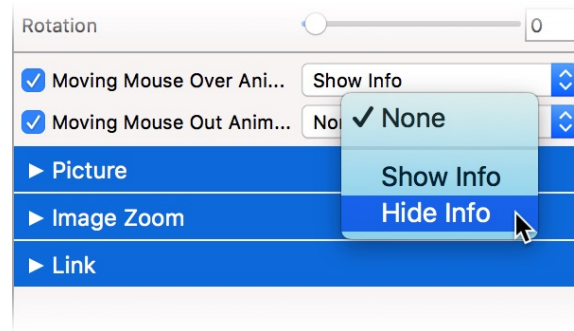 Rotation 0
Moving Mouse Over Ani... Show Info
Moving Mouse Out Anim...
✓ None
Show Info
Hide Info
▶ Picture
▶ Image Zoom
▶ Link